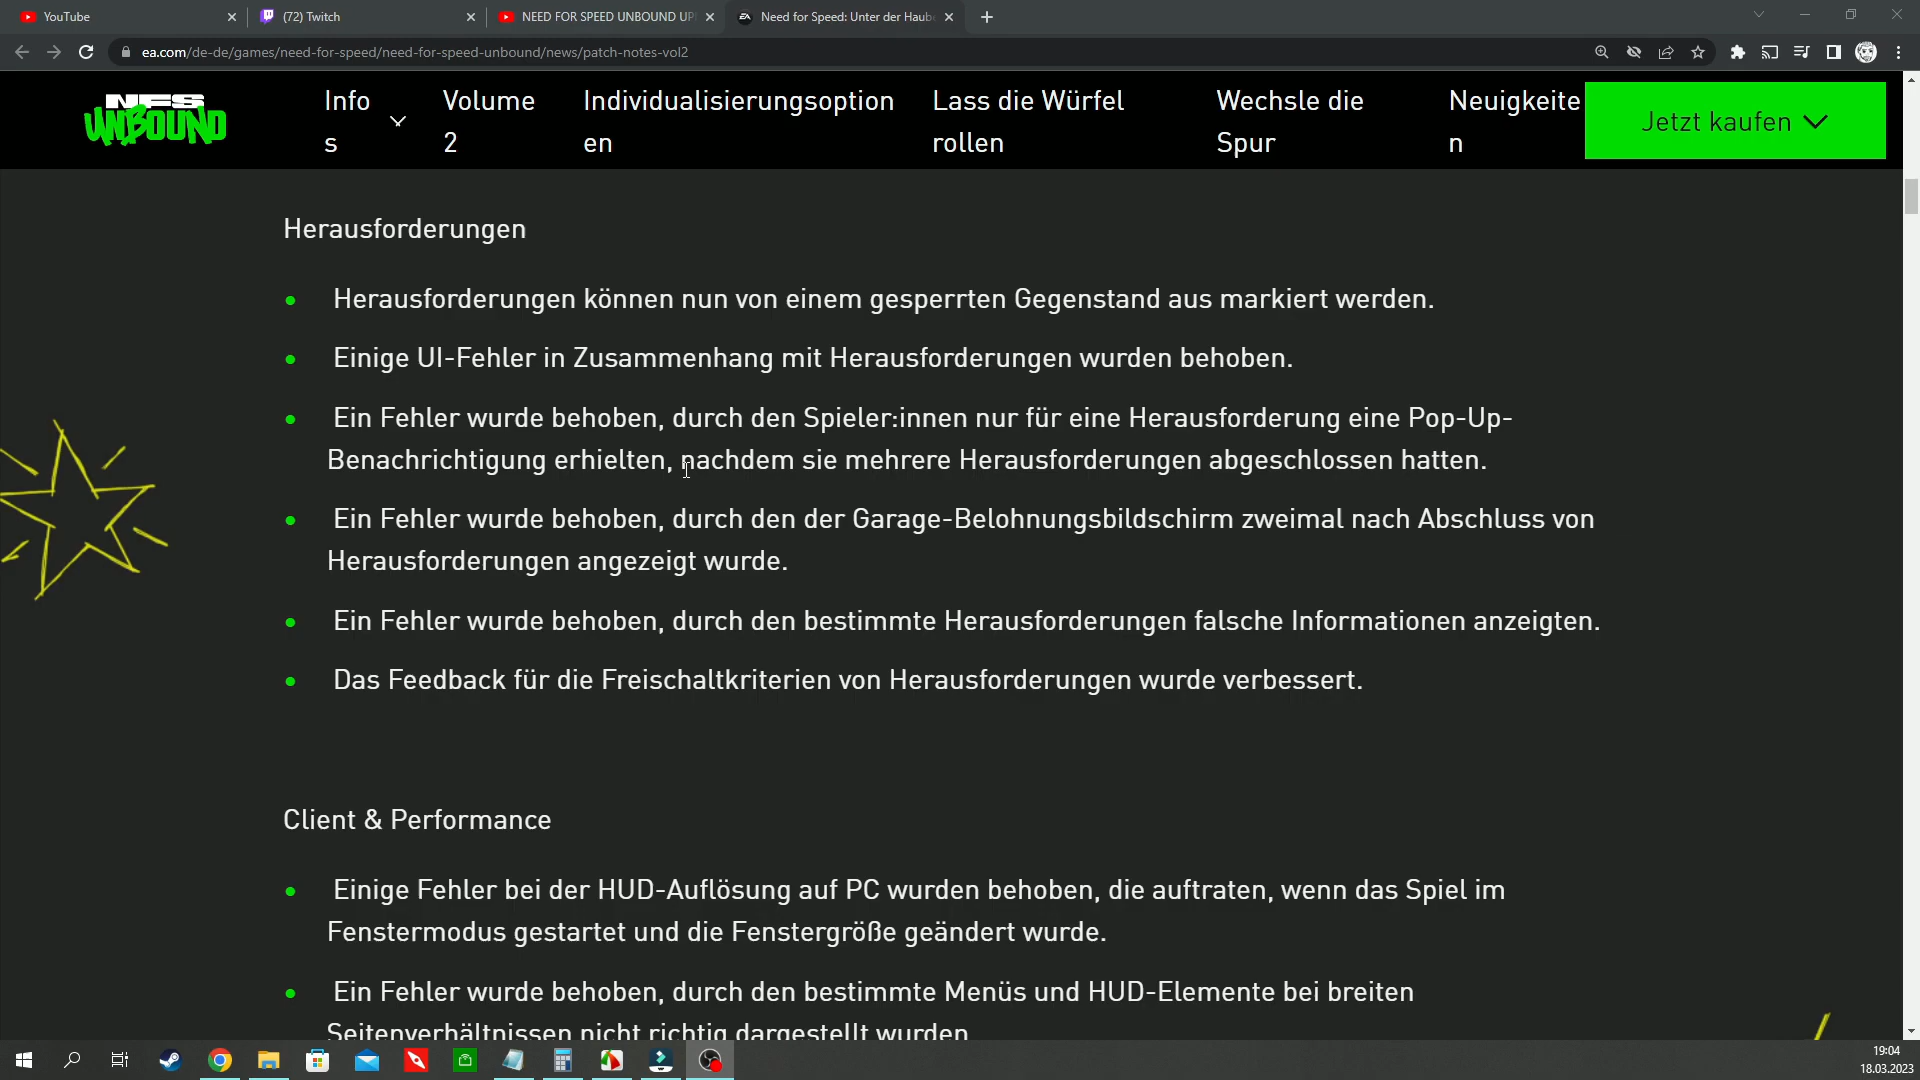 YouTube
(72) Twitch
NEED FOR SPEED UNBOUND UP
Need for Speed: Unter der Haube
ea.com/de-de/games/need-for-speed/need-for-speed-unbound/news/patch-notes-vol2
NFS
UNBOUND
Info
s
Volume
2
Individualisierungsoption
en
Lass die Würfel
rollen
Wechsle die
Spur
Neuigkeite
n
Jetzt kaufen
Herausforderungen
Herausforderungen können nun von einem gesperrten Gegenstand aus markiert werden.
Einige UI-Fehler in Zusammenhang mit Herausforderungen wurden behoben.
Ein Fehler wurde behoben, durch den Spieler:innen nur für eine Herausforderung eine Pop-Up-
Benachrichtigung erhielten, nachdem sie mehrere Herausforderungen abgeschlossen hatten.
Ein Fehler wurde behoben, durch den der Garage-Belohnungsbildschirm zweimal nach Abschluss von
Herausforderungen angezeigt wurde.
Ein Fehler wurde behoben, durch den bestimmte Herausforderungen falsche Informationen anzeigten.
Das Feedback für die Freischaltkriterien von Herausforderungen wurde verbessert.
Client & Performance
Einige Fehler bei der HUD-Auflösung auf PC wurden behoben, die auftraten, wenn das Spiel im
Fenstermodus gestartet und die Fenstergröße geändert wurde.
Ein Fehler wurde behoben, durch den bestimmte Menüs und HUD-Elemente bei breiten
Seitenverhältnissen nicht richtig dargestellt wurden
19:04
18.03.2023